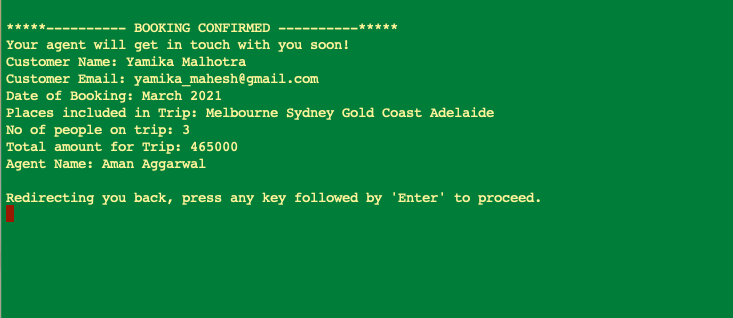 *****---------- BOOKING CONFIRMED ----------*****
Your agent will get in touch with you soon!
Customer Name: Yamika Malhotra
Customer Email: yamika_mahesh@gmail.com
Date of Booking: March 2021
Places included in Trip: Melbourne Sydney Gold Coast Adelaide
No of people on trip: 3
Total amount for Trip: 465000
Agent Name: Aman Aggarwal
Redirecting you back, press any key followed by 'Enter' to proceed.